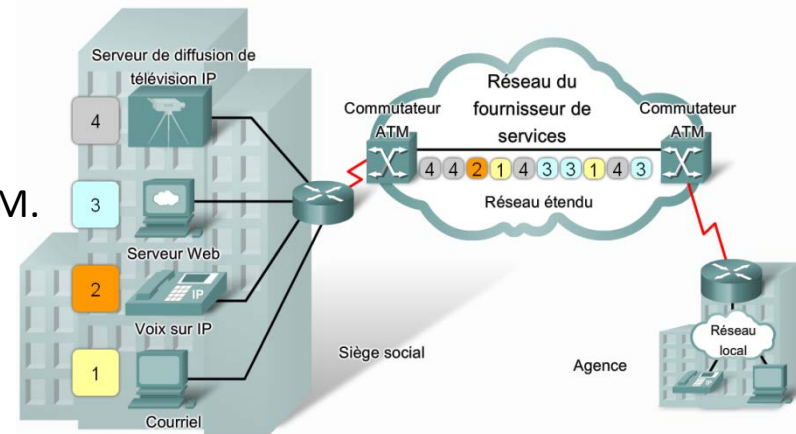 Serveur de diffusion de
télévision IP
4
M.
3
Serveur Web
2
IP
Voix sur IP
1
Courriel
Siège social
Réseau du
fournisseur de
services
Commutateur
ATM
Commutateur
ATM
4 4 2 1 4 3 3 1 4 3
Réseau étendu
Agence
Réseau
local
IP